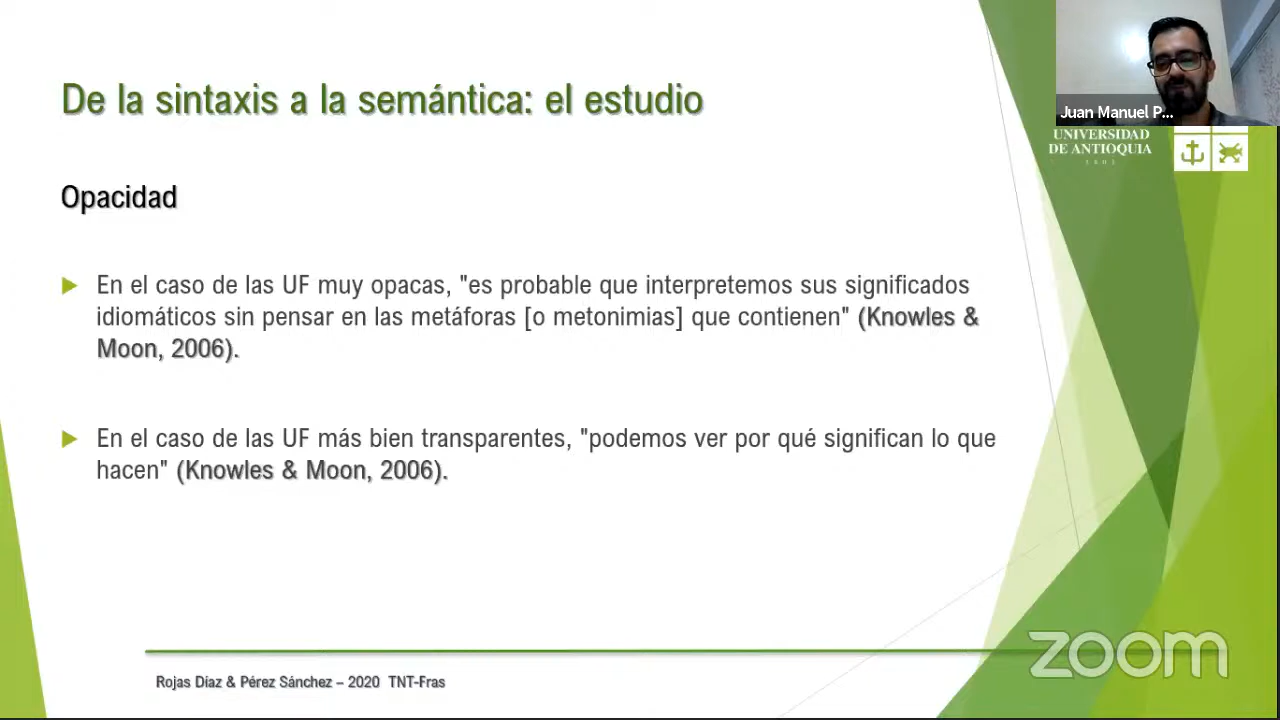 De la sintaxis a la semántica: el estudio
Juan Manuel P...
UNIVERSIDAD
DE ANTIOQUIA
1803
Opacidad
En el caso de las UF muy opacas, "es probable que interpretemos sus significados
idiomáticos sin pensar en las metáforas [o metonimias] que contienen" (Knowles &
Moon, 2006).
En el caso de las UF más bien transparentes, "podemos ver por qué significan lo que
hacen" (Knowles & Moon, 2006).
zoom
Rojas Díaz & Pérez Sánchez – 2020 TNT-Fras